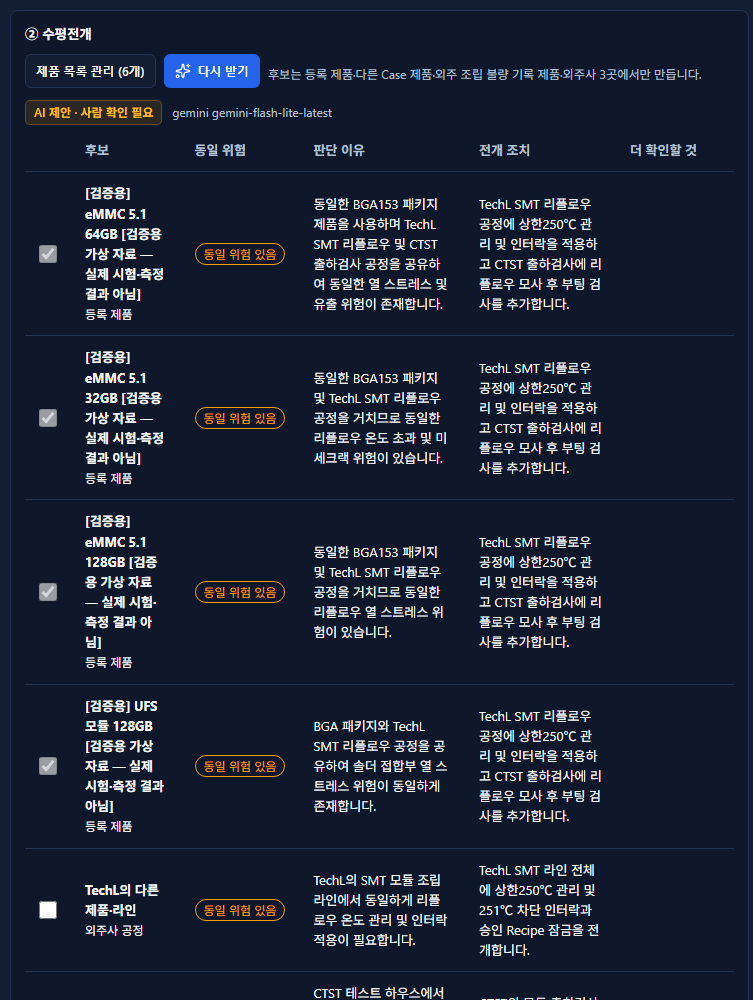 ② 수평전개
제품 목록 관리 (6개)
다시 받기
후보는 등록 제품·다른 Case 제품·외주 조립 불량 기록 제품·외주사 3곳에서만 만듭니다.
AI 제안 · 사람 확인 필요
gemini gemini-flash-lite-latest
후보
동일 위험
판단 이유
전개 조치
더 확인할 것
[검증용]
eMMC 5.1
64GB [검증용
가상 자료 —
실제 시험·측정
결과 아님]
등록 제품
동일 위험 있음
동일한 BGA153 패키지
제품을 사용하며 TechL
SMT 리플로우 및 CTST
출하검사 공정을 공유하
여 동일한 열 스트레스 및
유출 위험이 존재합니다.
TechL SMT 리플로우
공정에 상한250℃ 관
리 및 인터락을 적용하
고 CTST 출하검사에 리
플로우 모사 후 부팅 검
사를 추가합니다.
[검증용]
eMMC 5.1
32GB [검증용
가상 자료 —
실제 시험·측정
결과 아님]
등록 제품
동일 위험 있음
동일한 BGA153 패키지
및 TechL SMT 리플로우
공정을 거치므로 동일한
리플로우 온도 초과 및 미
세크랙 위험이 있습니다.
TechL SMT 리플로우
공정에 상한250℃ 관
리 및 인터락을 적용하
고 CTST 출하검사에 리
플로우 모사 후 부팅 검
사를 추가합니다.
[검증용]
eMMC 5.1
128GB [검증
용 가상 자료
— 실제 시험·
측정 결과 아
님]
등록 제품
동일 위험 있음
동일한 BGA153 패키지
및 TechL SMT 리플로우
공정을 거치므로 동일한
리플로우 열 스트레스 위
험이 있습니다.
TechL SMT 리플로우
공정에 상한250℃ 관
리 및 인터락을 적용하
고 CTST 출하검사에 리
플로우 모사 후 부팅 검
사를 추가합니다.
[검증용] UFS
모듈 128GB
[검증용 가상
자료 — 실제
시험·측정 결과
아님]
등록 제품
동일 위험 있음
BGA 패키지와 TechL
SMT 리플로우 공정을 공
유하여 솔더 접합부 열 스
트레스 위험이 동일하게
존재합니다.
TechL SMT 리플로우
공정에 상한250℃ 관
리 및 인터락을 적용하
고 CTST 출하검사에 리
플로우 모사 후 부팅 검
사를 추가합니다.
TechL의 다른
제품·라인
외주사 공정
동일 위험 있음
TechL의 SMT 모듈 조립
라인에서 동일하게 리플
로우 온도 관리 및 인터락
적용이 필요합니다.
TechL SMT 라인 전체
에 상한250℃ 관리 및
251℃ 차단 인터락과
승인 Recipe 잠금을 전
개합니다.
CTST 테스트 하우스에서